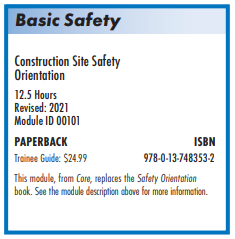 Basic Safety
Construction Site Safety
Orientation
12.5 Hours
Revised: 2021
Module ID 00101
PAPERBACK ISBN
Trainee Guide: $24.99 978-0-13-748353-2
This module, from Core, replaces the Safety Orientation
book. See the module description above for more information.